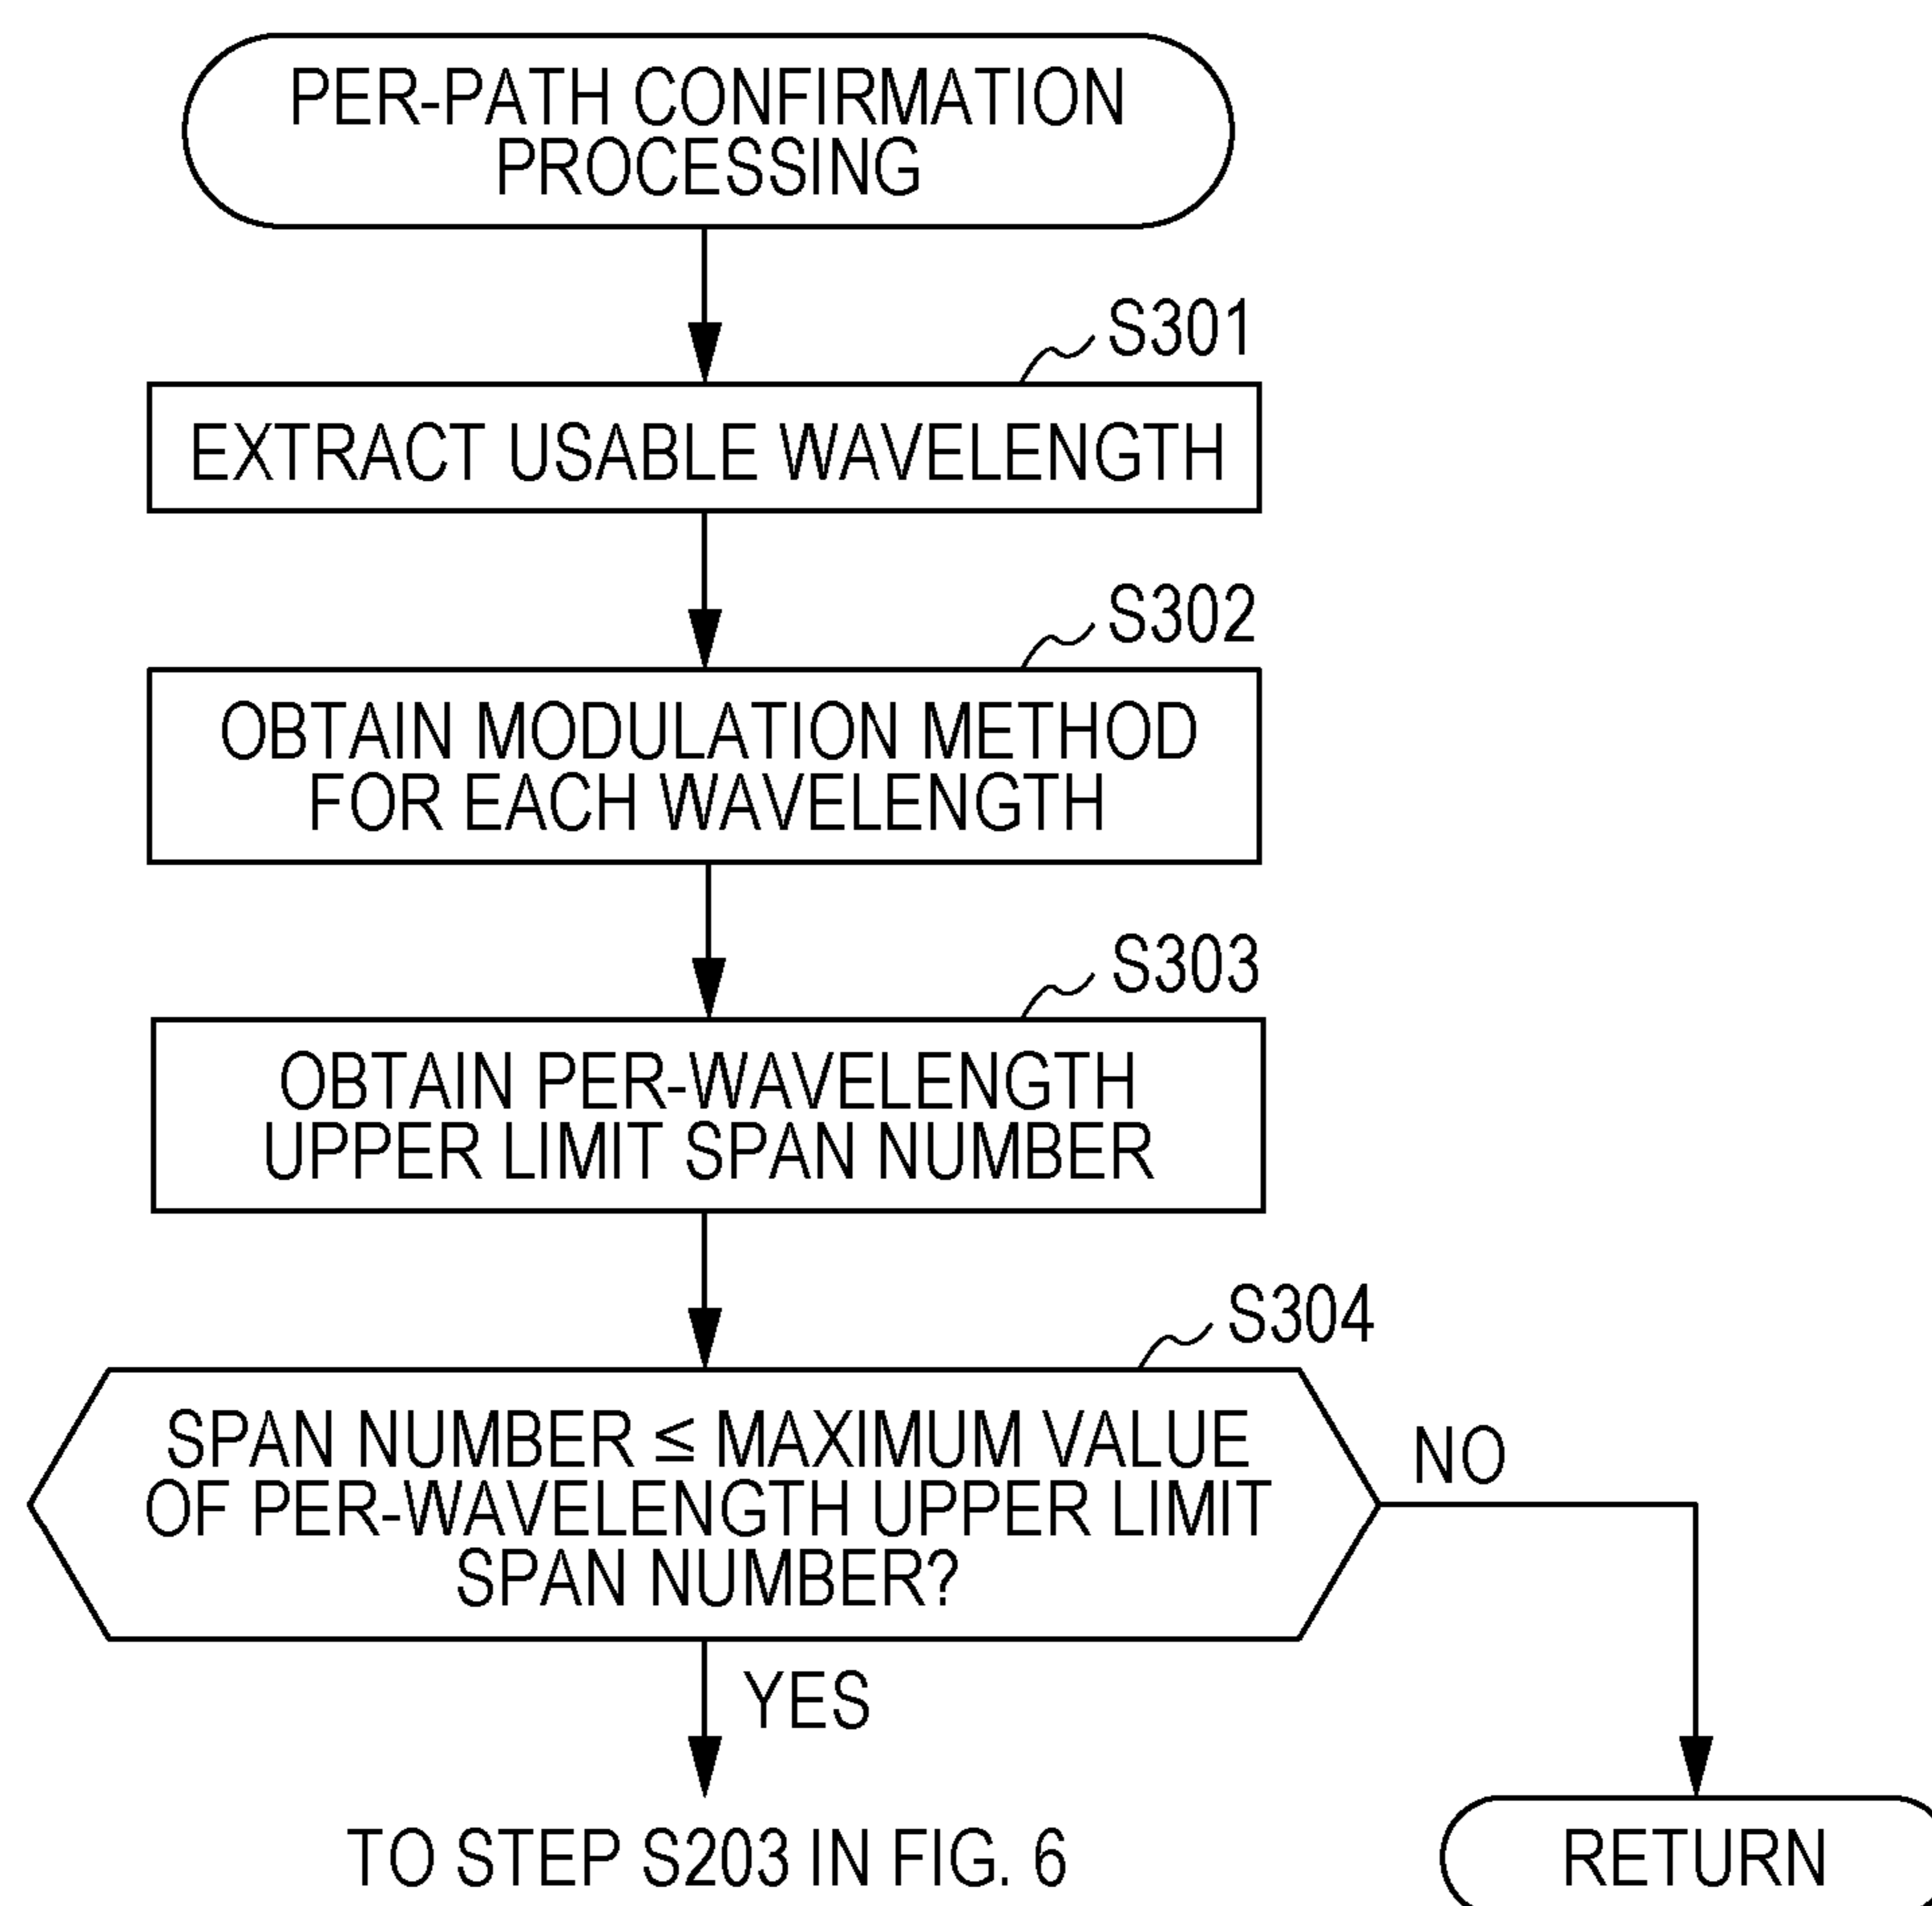 PER-PATH CONFIRMATION
PROCESSING
S301
EXTRACT USABLE WAVELENGTH
S302
OBTAIN MODULATION METHOD
FOR EACH WAVELENGTH
S303
OBTAIN PER-WAVELENGTH
UPPER LIMIT SPAN NUMBER
S304
SPAN NUMBER ≤ MAXIMUM VALUE
OF PER-WAVELENGTH UPPER LIMIT
SPAN NUMBER?
NO
YES
TO STEP S203 IN FIG. 6
RETURN